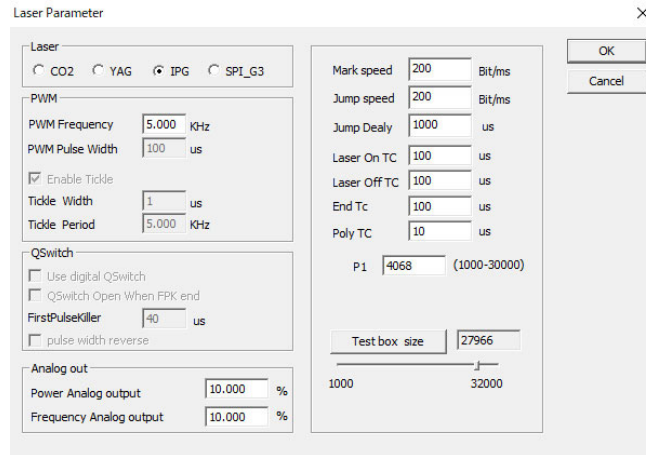 Laser Parameter
Laser
CO2 YAG IPG SPI_G3
PWM
PWM Frequency 5.000 KHz
PWM Pulse Width 100 us
Enable Tickle
Tickle Width 1 us
Tickle Period 5.000 KHz
QSwitch
Use digital QSwitch
QSwitch Open When FPK end
FirstPulseKiller 40 us
pulse width reverse
Analog out
Power Analog output 10.000 %
Frequency Analog output 10.000 %
Mark speed 200 Bit/ms
Jump speed 200 Bit/ms
Jump Dealy 1000 us
Laser On TC 100 us
Laser Off TC 100 us
End Tc 100 us
Poly TC 10 us
P1 4068 (1000-30000)
Test box size 27966
1000 32000
OK
Cancel